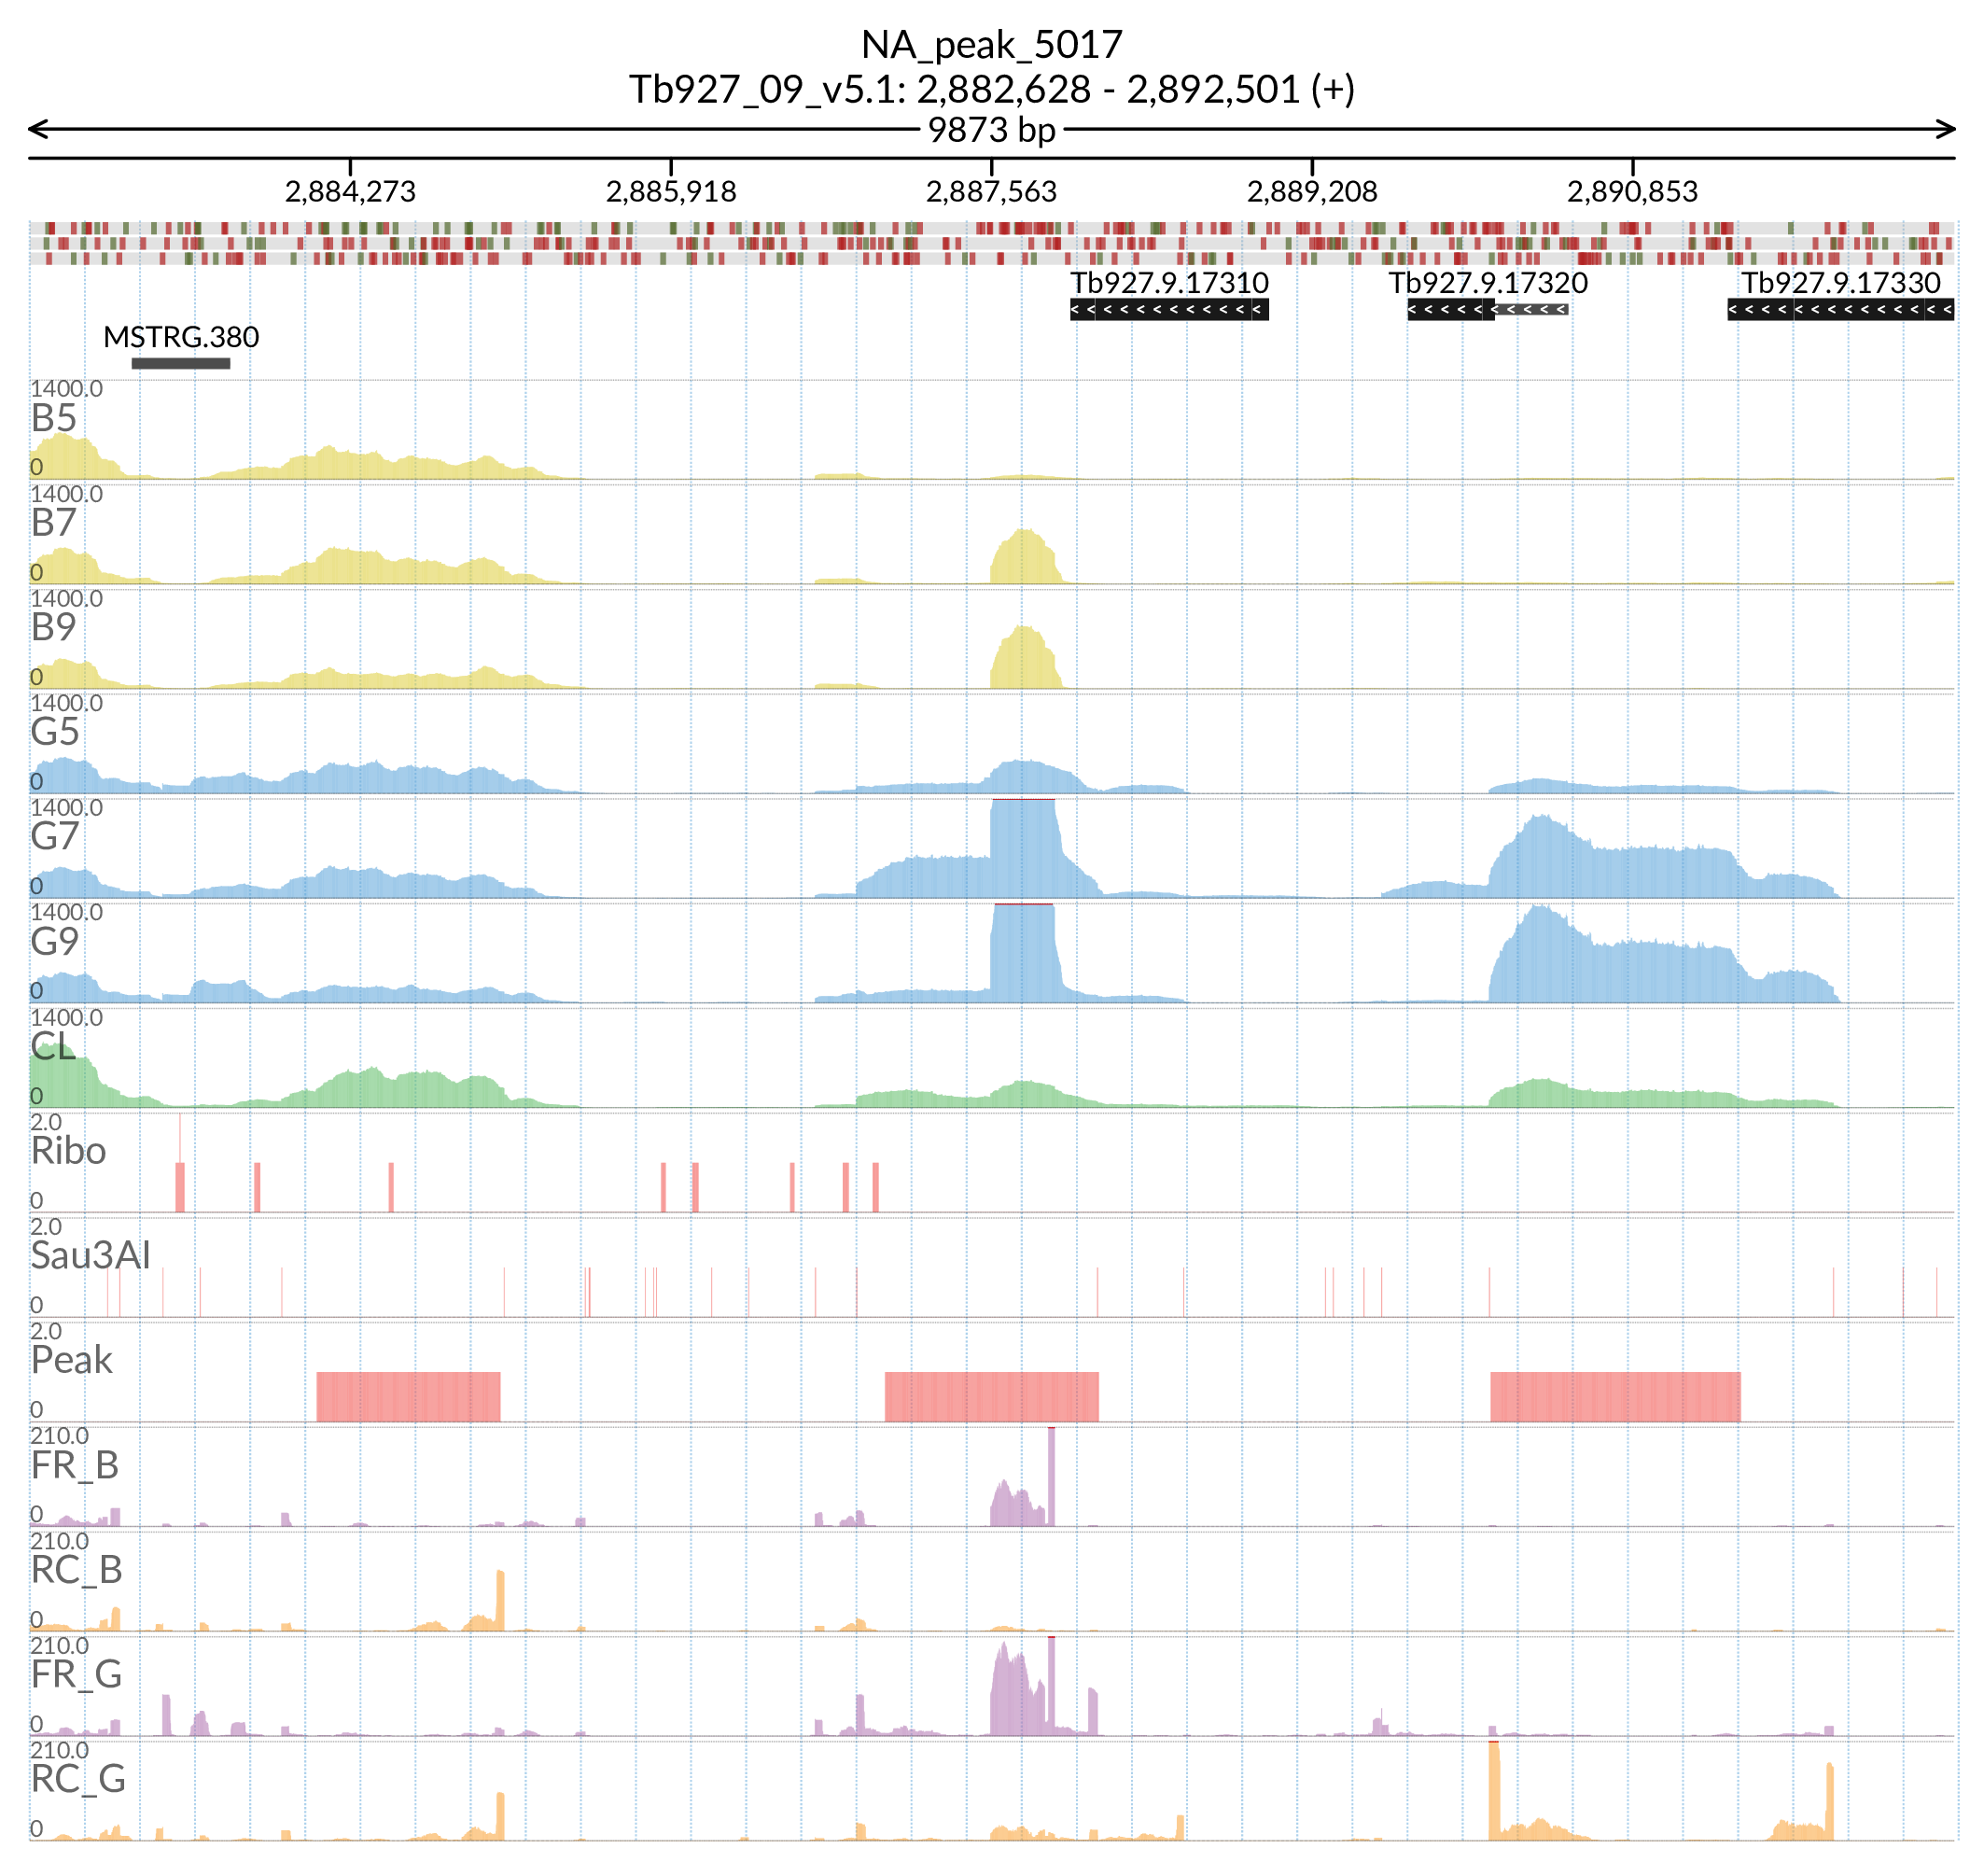 NA_peak_5017
Tb927_09_v5.1: 2,882,628 - 2,892,501 (+)
9873 bp
2,884,273 2,885,918 2,887,563 2,889,208 2,890,853
Tb927.9.17310 Tb927.9.17320 Tb927.9.17330
MSTRG.380
1400.0
B5
0
1400.0
B7
0
1400.0
B9
0
1400.0
G5
0
1400.0
G7
0
1400.0
G9
0
1400.0
CL
0
2.0
Ribo
0
2.0
Sau3AI
0
2.0
Peak
0
210.0
FR_B
0
210.0
RC_B
0
210.0
FR_G
0
210.0
RC_G
0